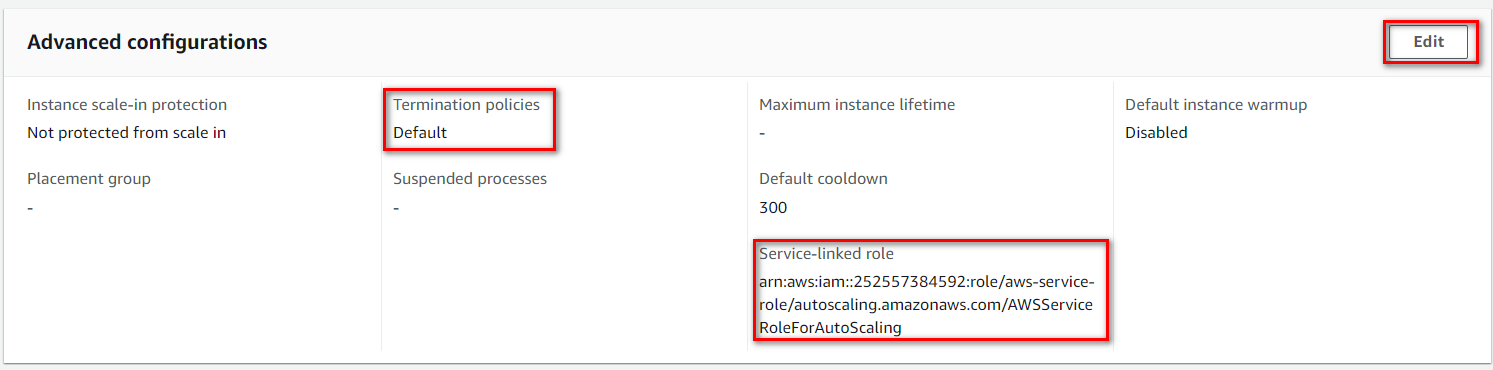 Advanced configurations
Edit
Instance scale-in protection
Not protected from scale in
Termination policies
Default
Maximum instance lifetime
-
Default instance warmup
Disabled
Placement group
-
Suspended processes
-
Default cooldown
300
Service-linked role
arn:aws:iam::252557384592:role/aws-service-
role/autoscaling.amazonaws.com/AWSService
RoleForAutoScaling